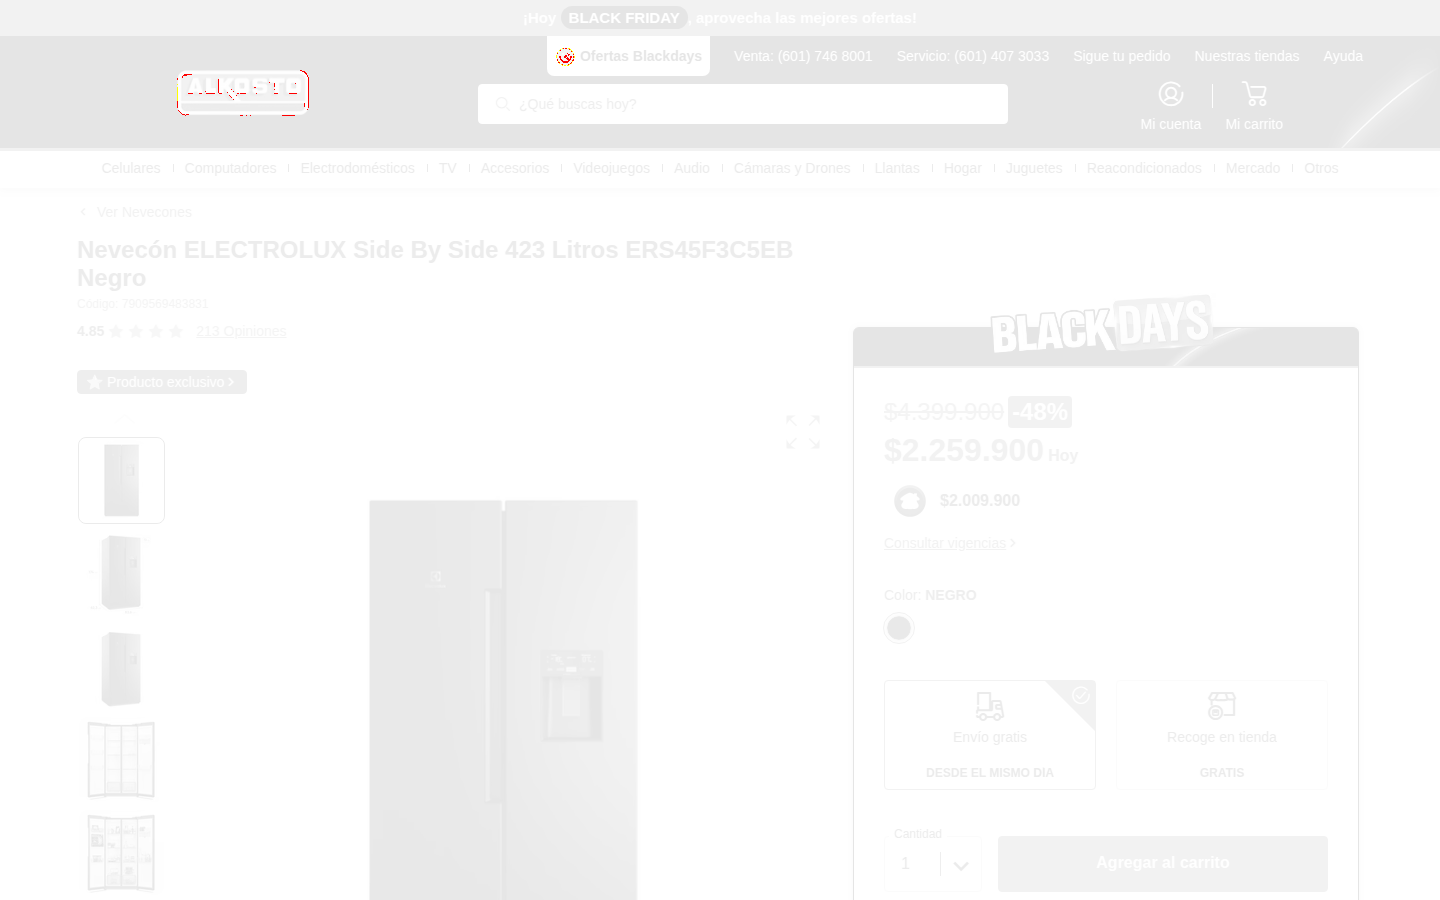 ¡Hoy BLACK FRIDAY, aprovecha las mejores ofertas!
Ofertas Blackdays
Venta: (601) 746 8001
Servicio: (601) 407 3033
Sigue tu pedido
Nuestras tiendas
Ayuda
ALKOSTO
¿Qué buscas hoy?
Mi cuenta
Mi carrito
Celulares
Computadores
Electrodomésticos
TV
Accesorios
Videojuegos
Audio
Cámaras y Drones
Llantas
Hogar
Juguetes
Reacondicionados
Mercado
Otros
Ver Nevecones
Nevecón ELECTROLUX Side By Side 423 Litros ERS45F3C5EB
Negro
Código: 7909569483831
4.85
213 Opiniones
Producto exclusivo
BLACKDAYS
$4.399.900 -48%
$2.259.900 Hoy
$2.009.900
Consultar vigencias
Color: NEGRO
Envío gratis
DESDE EL MISMO DIA
Recoge en tienda
GRATIS
Cantidad
1
Agregar al carrito